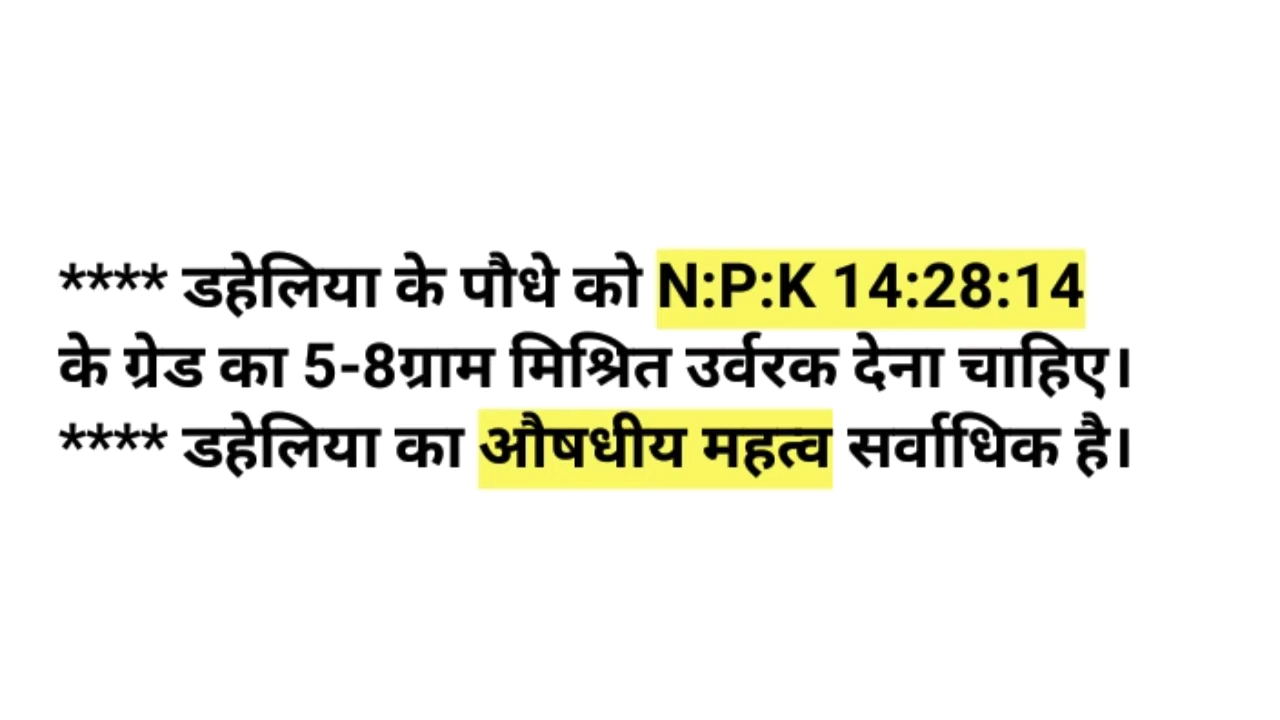 **** डहेलिया के पौधे को N:P:K 14:28:14
के ग्रेड का 5-8ग्राम मिश्रित उर्वरक देना चाहिए।
**** डहेलिया का औषधीय महत्व सर्वाधिक है।